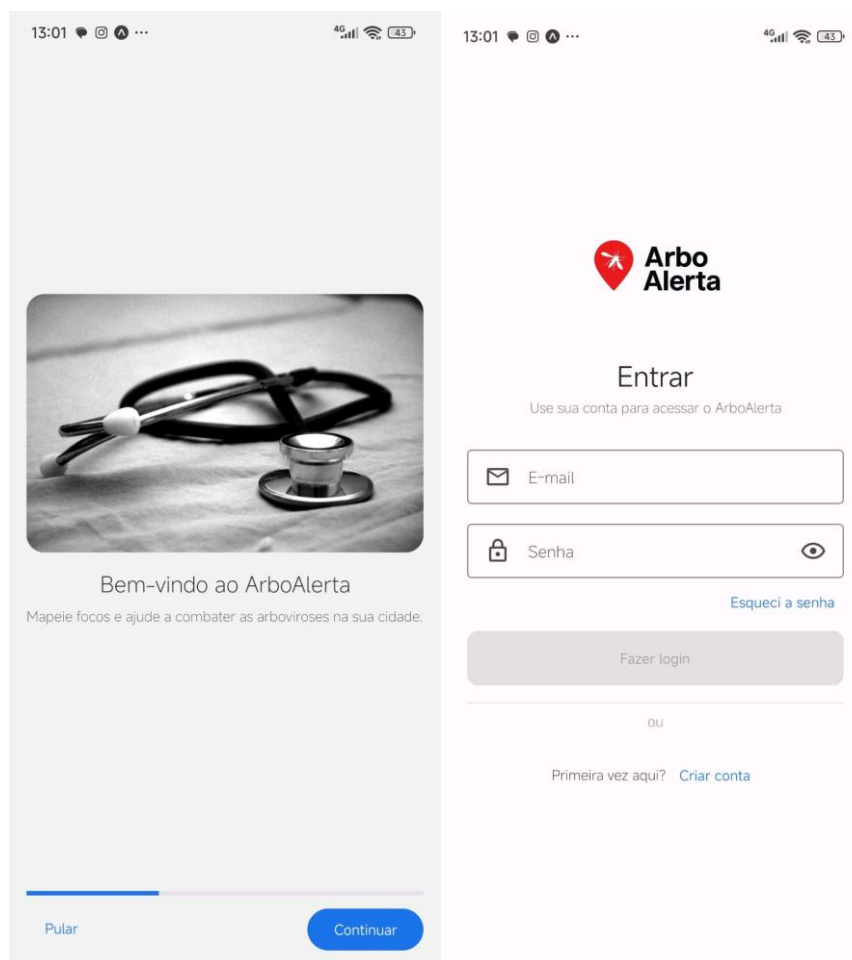 13:01
4G
43
Bem-vindo ao ArboAlerta
Mapeie focos e ajude a combater as arboviroses na sua cidade.
Pular
Continuar
13:01
4G
43
Arbo
Alerta
Entrar
Use sua conta para acessar o ArboAlerta
E-mail
Senha
Esqueci a senha
Fazer login
ou
Primeira vez aqui? Criar conta